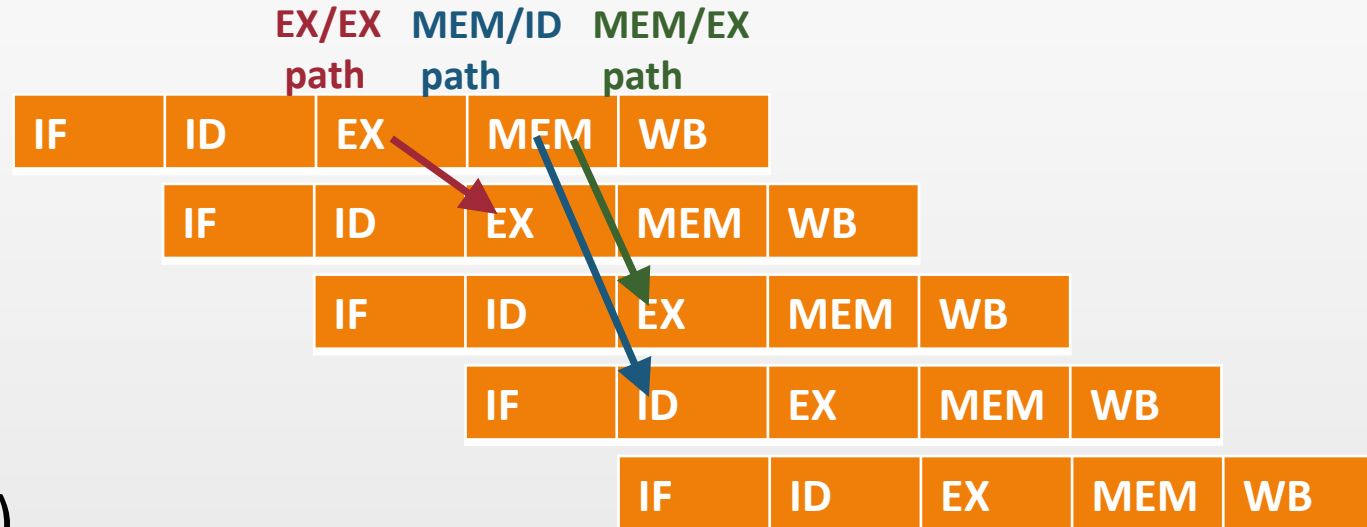 EX/EX MEM/ID MEM/EX
path path path
IF ID EX MEM WB
IF ID EX MEM WB
IF ID EX MEM WB
IF ID EX MEM WB
IF ID EX MEM WB
)